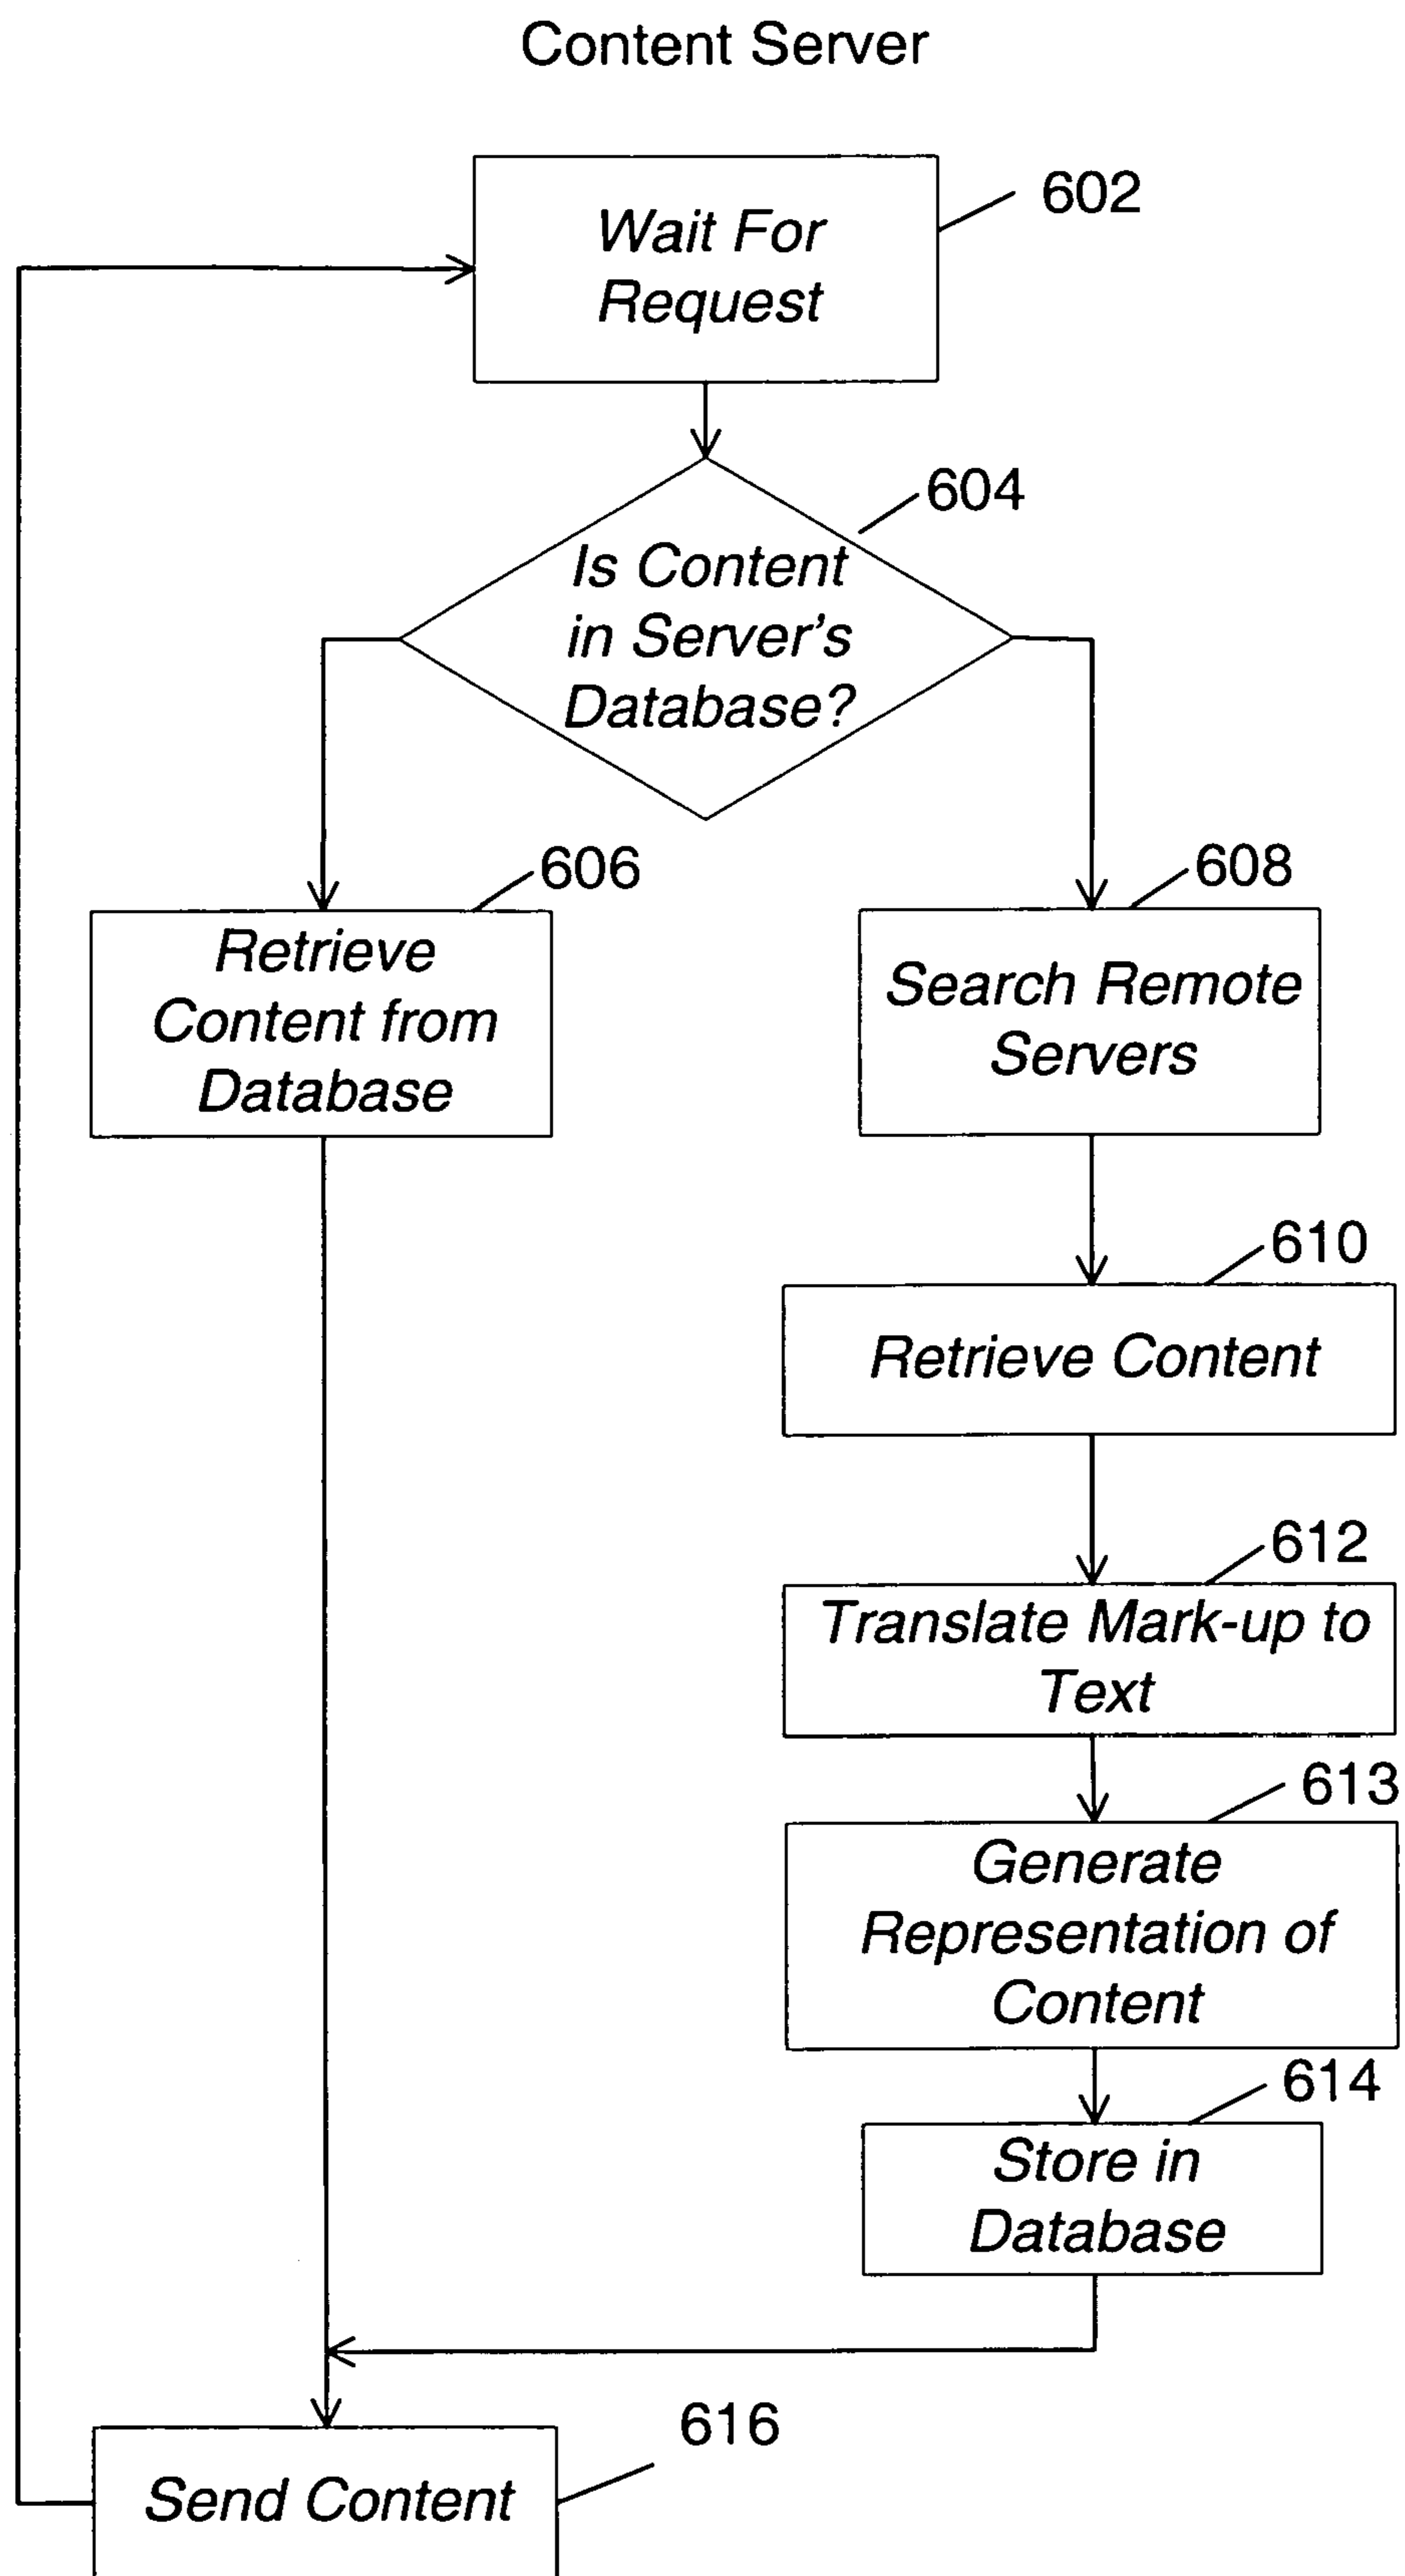 Content Server
Wait For
Request
602
604
Is Content
in Server's
Database?
606
Retrieve
Content from
Database
608
Search Remote
Servers
610
Retrieve Content
612
Translate Mark-up to
Text
613
Generate
Representation of
Content
614
Store in
Database
616
Send Content